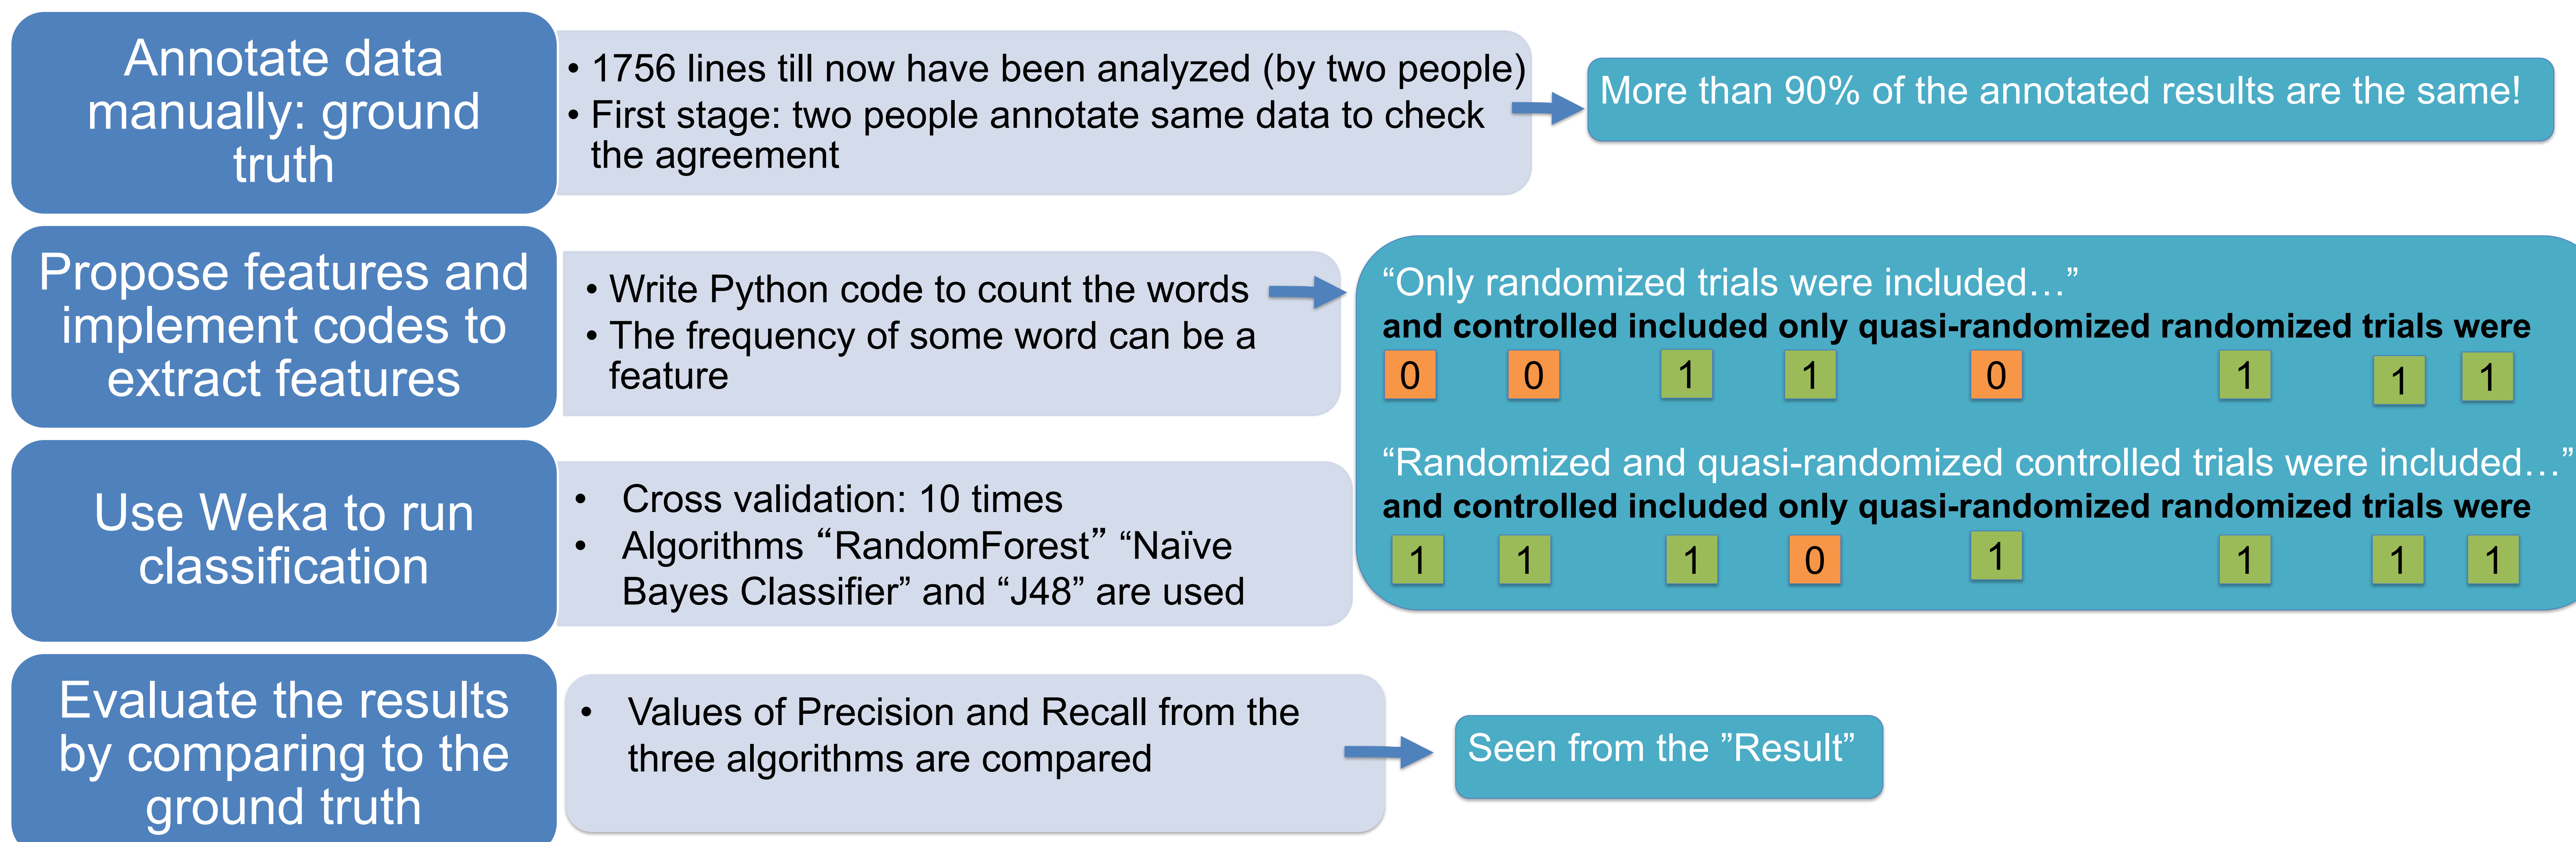 Annotate data
manually: ground
truth
• 1756 lines till now have been analyzed (by two people)
• First stage: two people annotate same data to check
the agreement
More than 90% of the annotated results are the same!
Propose features and
implement codes to
extract features
• Write Python code to count the words
• The frequency of some word can be a
feature
“Only randomized trials were included…”
and controlled included only quasi-randomized randomized trials were
0 0 1 1 0 1 1 1
“Randomized and quasi-randomized controlled trials were included…”
and controlled included only quasi-randomized randomized trials were
1 1 1 0 1 1 1 1
Use Weka to run
classification
• Cross validation: 10 times
• Algorithms “RandomForest” “Naïve
Bayes Classifier” and “J48” are used
Evaluate the results
by comparing to the
ground truth
• Values of Precision and Recall from the
three algorithms are compared
Seen from the ”Result”